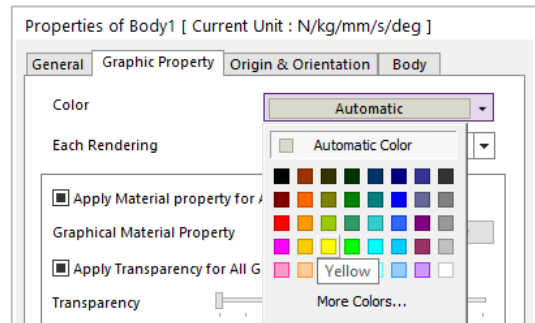 Properties of Body1 [ Current Unit : N/kg/mm/s/deg ]
General Graphic Property Origin & Orientation Body
Color Automatic
Each Rendering Automatic Color
Apply Material property for
Graphical Material Property
Apply Transparency for All G
Yellow
Transparency More Colors...